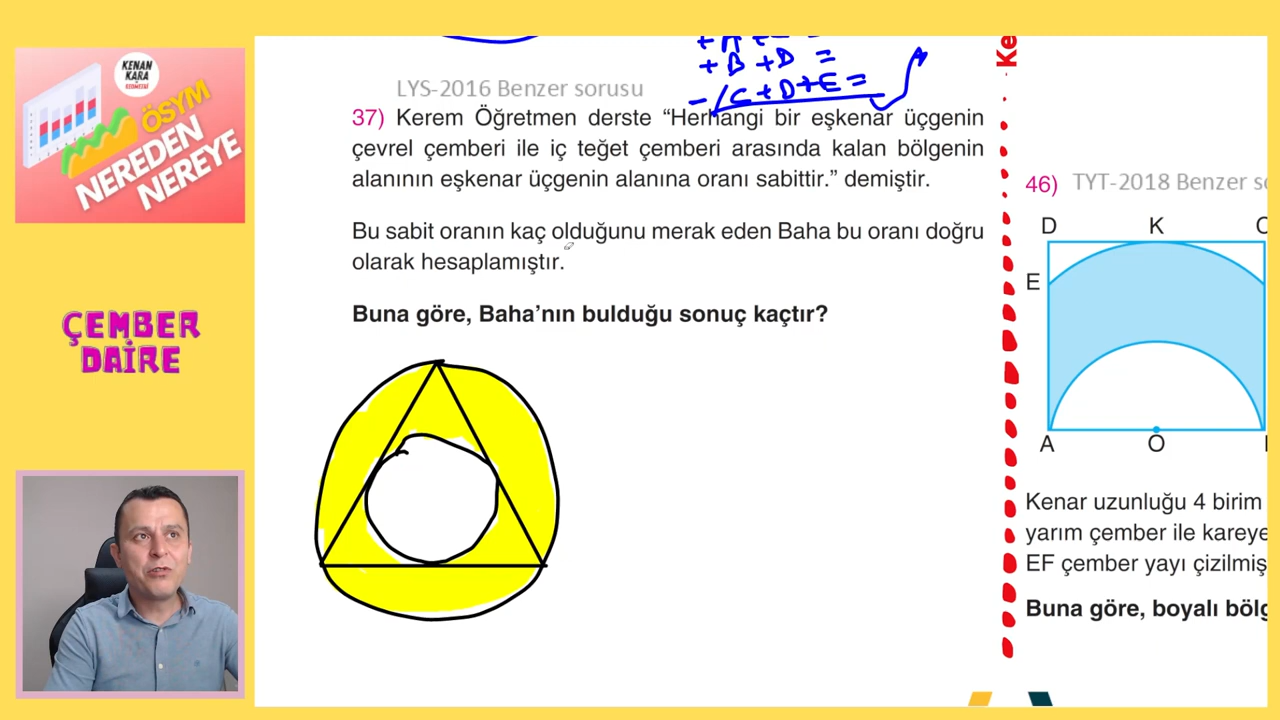 KENAN
KARA
ÖSYM
NEREDEN
NEREYE
ÇEMBER
DAİRE
+ B + D =
- / C + D + E =
LYS-2016 Benzer sorusu
37) Kerem Öğretmen derste “Herhangi bir eşkenar üçgenin
çevrel çemberi ile iç teğet çemberi arasında kalan bölgenin
alanının eşkenar üçgenin alanına oranı sabittir.” demiştir.
Bu sabit oranın kaç olduğunu merak eden Baha bu oranı doğru
olarak hesaplamıştır.
Buna göre, Baha’nın bulduğu sonuç kaçtır?
Ke
46) TYT-2018 Benzer so
D K C
E
A O
Kenar uzunluğu 4 birim
yarım çember ile kareye
EF çember yayı çizilmiş
Buna göre, boyalı bölg